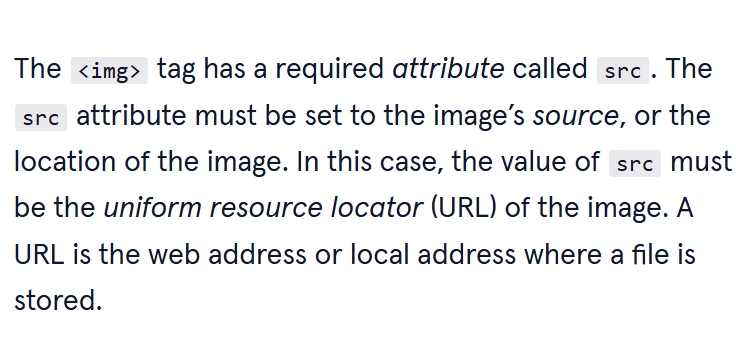 The <img> tag has a required attribute called src. The
src attribute must be set to the image’s source, or the
location of the image. In this case, the value of src must
be the uniform resource locator (URL) of the image. A
URL is the web address or local address where a file is
stored.